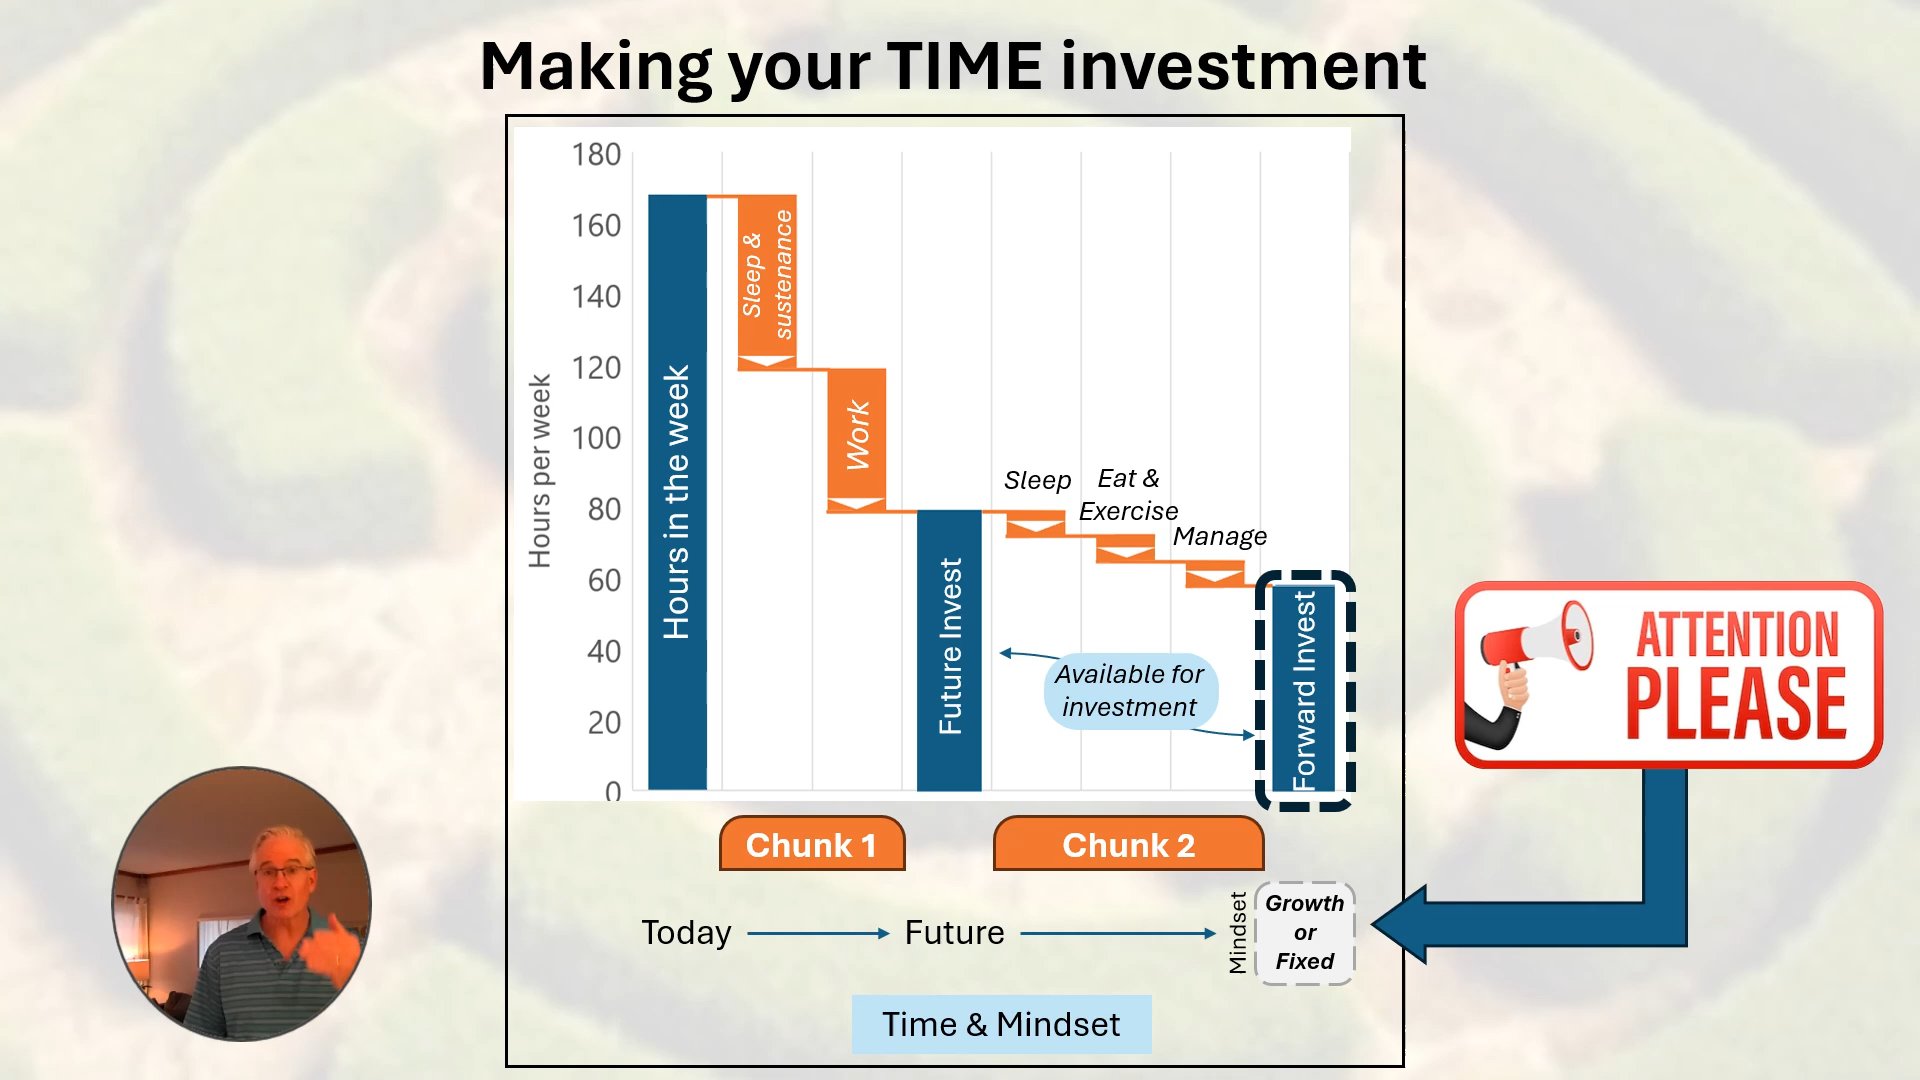 Making your TIME investment
180
160
140
120
100
80
60
40
20
0
Hours per week
Hours in the week
Sleep &
sustenance
Work
Future Invest
Sleep
Eat &
Exercise
Manage
Available for
investment
Forward Invest
ATTENTION
PLEASE
Chunk 1
Chunk 2
Today
Future
Mindset
Growth
or
Fixed
Time & Mindset